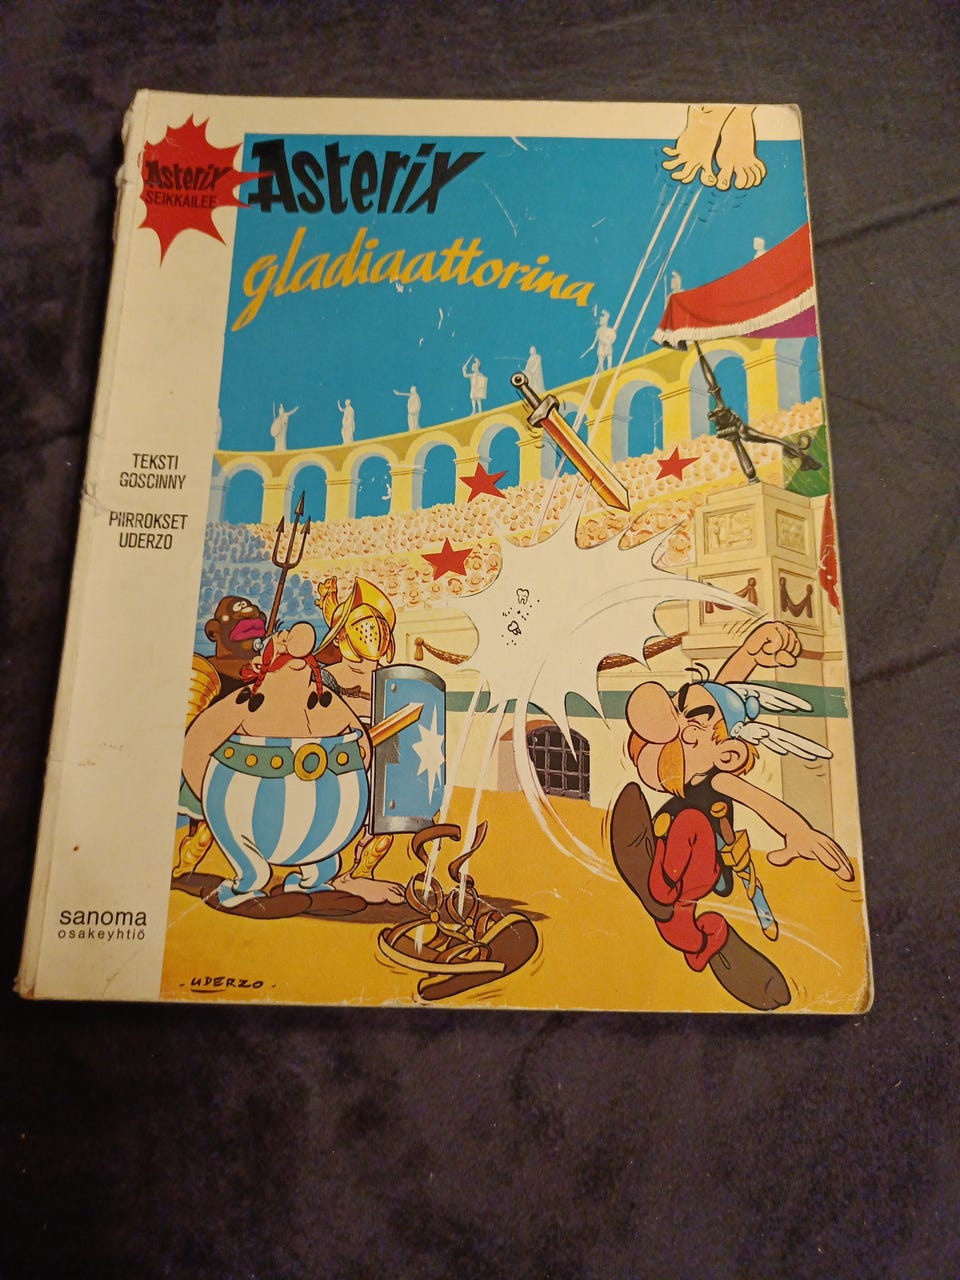 Asterix
SEIKKAILEE
Asterix
gladiaattorina
TEKSTI
GOSCINNY
PIIRROKSET
UDERZO
sanoma
osakeyhtiö
- UDERZO -